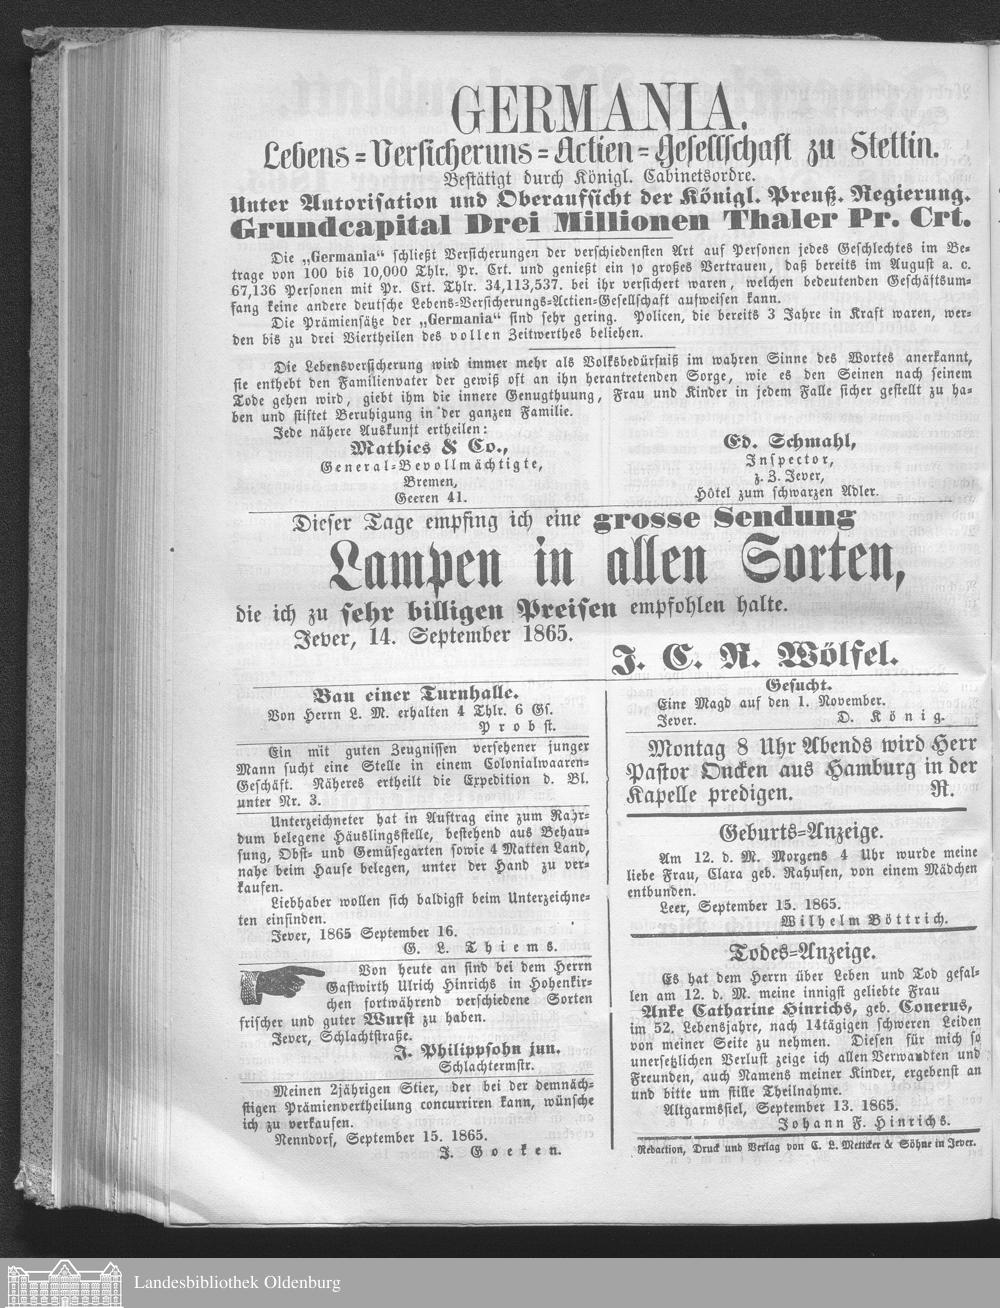 GERMANIA.
Lebens=Versicheruns=Actien=Gesellschaft zu Stettin.
Bestätigt durch Königl. Cabinetsordre.
Unter Autorisation und Oberaufsicht der Königl. Preuß. Regierung.
Grundcapital Drei Millionen Thaler Pr. Crt.
Die „Germania“ schließt Versicherungen der verschiedensten Art auf Personen jedes Geschlechtes im Be-
trage von 100 bis 10,000 Thlr. Pr. Crt. und genießt ein so großes Vertrauen, daß bereits im August a. c.
67,136 Personen mit Pr. Crt. Thlr. 34,113,537. bei ihr versichert waren, welchen bedeutenden Geschäftsum-
fang keine andere deutsche Lebens=Versicherungs=Actien=Gesellschaft aufweisen kann.
Die Prämiensätze der „Germania“ sind sehr gering. Policen, die bereits 3 Jahre in Kraft waren, wer-
den bis zu drei Viertheilen des vollen Zeitwerthes beliehen.
Die Lebensversicherung wird immer mehr als Volksbedürfniß im wahren Sinne des Wortes anerkannt,
sie enthebt den Familienvater der gewiß oft an ihn herantretenden Sorge, wie es den Seinen nach seinem
Tode gehen wird, giebt ihm die innere Genugthuung, Frau und Kinder in jedem Falle sicher gestellt zu ha-
ben und stiftet Beruhigung in der ganzen Familie.
Jede nähere Auskunft ertheilen:
Mathies & Co.,
General=Bevollmächtigte,
Bremen,
Geeren 41.
Ed. Schmahl,
Inspector,
z. Z. Jever,
Hôtel zum schwarzen Adler.
Dieser Tage empfing ich eine grosse Sendung
Lampen in allen Sorten,
die ich zu sehr billigen Preisen empfohlen halte.
Jever, 14. September 1865.
J. C. R. Wölfel.
Bau einer Turnhalle.
Von Herrn L. M. erhalten 4 Thlr. 6 Gs.
Probst.
Ein mit guten Zeugnissen versehener junger
Mann sucht eine Stelle in einem Colonialwaaren-
Geschäft. Näheres ertheilt die Expedition d. Bl.
unter Nr. 3.
Unterzeichneter hat in Auftrag eine zum Rahr-
dum belegene Häuslingsstelle, bestehend aus Behau-
sung, Obst- und Gemüsegarten sowie 4 Matten Land,
nahe beim Hause belegen, unter der Hand zu ver-
kaufen.
Liebhaber wollen sich baldigst beim Unterzeichne-
ten einfinden.
Jever, 1865 September 16.
G. L. Thiems.
Von heute an sind bei dem Herrn
Gastwirth Ulrich Hinrichs in Hohenkir-
chen fortwährend verschiedene Sorten
frischer und guter Wurst zu haben.
Jever, Schlachtstraße.
J. Philippsohn jun.
Schlachtermstr.
Meinen 2jährigen Stier, der bei der demnäch-
stigen Prämienvertheilung concurriren kann, wünsche
ich zu verkaufen.
Nenndorf, September 15. 1865.
J. Goeken.
Gesucht.
Eine Magd auf den 1. November.
Jever. D. König.
Montag 8 Uhr Abends wird Herr
Pastor Oncken aus Hamburg in der
Kapelle predigen. R.
Geburts=Anzeige.
Am 12. d. M. Morgens 4 Uhr wurde meine
liebe Frau, Clara geb. Rahusen, von einem Mädchen
entbunden.
Leer, September 15. 1865.
Wilhelm Böttrich.
Todes=Anzeige.
Es hat dem Herrn über Leben und Tod gefal-
len am 12. d. M. meine innigst geliebte Frau
Anke Catharine Hinrichs, geb. Conerus,
im 52. Lebensjahre, nach 14tägigen schweren Leiden
von meiner Seite zu nehmen. Diesen für mich so
unersetzlichen Verlust zeige ich allen Verwandten und
Freunden, auch Namens meiner Kinder, ergebenst an
und bitte um stille Theilnahme.
Altgarmssiel, September 13. 1865.
Johann F. Hinrichs.
Redaction, Druck und Verlag von C. L. Mettcker & Söhne in Jever.
Landesbibliothek Oldenburg